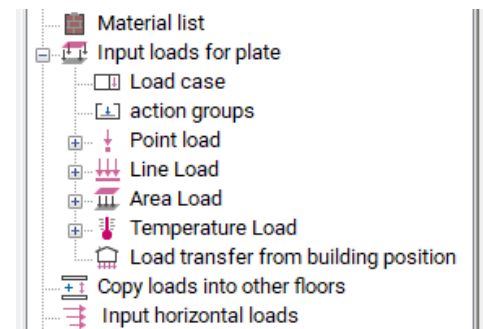 Material list
Input loads for plate
Load case
action groups
Point load
Line Load
Area Load
Temperature Load
Load transfer from building position
Copy loads into other floors
Input horizontal loads